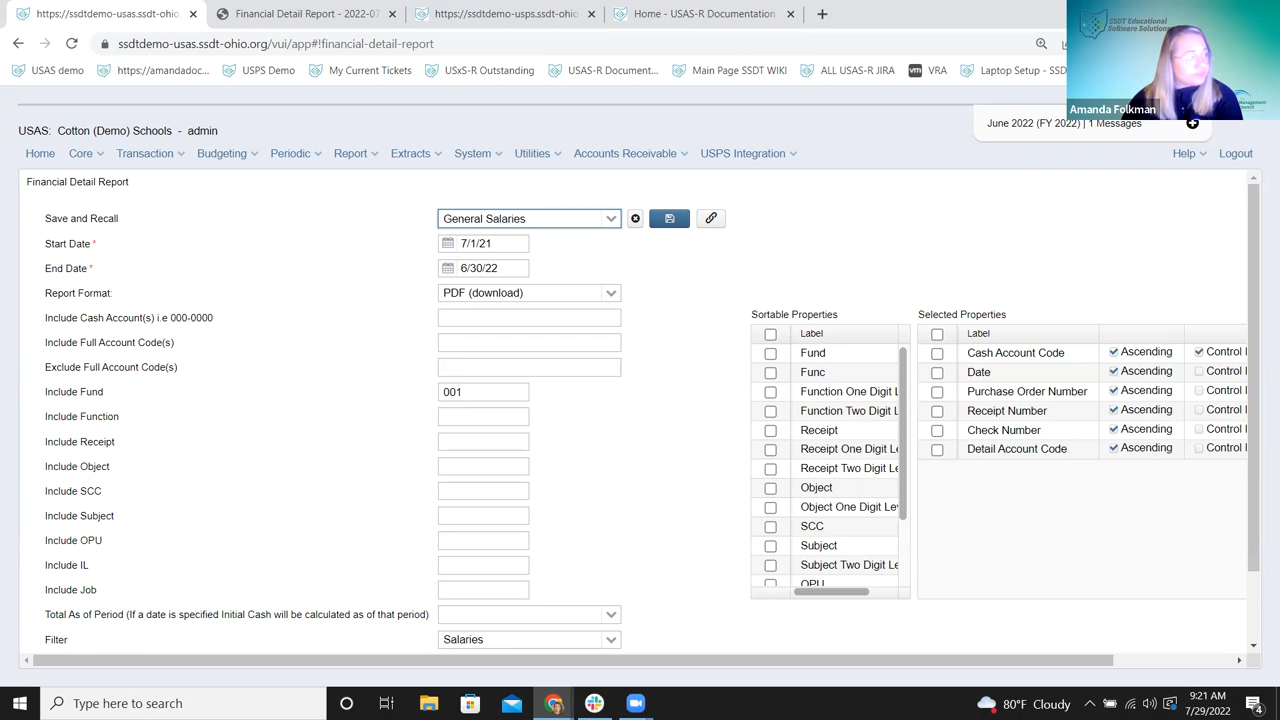 https://ssdtdemo-usas.ssdt-ohio. Financial Detail Report - 2022-07 https://ssdtdemo-usps.ssdt-ohio. Home - USAS-R Documentation
ssdtdemo-usas.ssdt-ohio.org/vui/app#!financial-detail-report
USAS demo https://amandadoc... USPS Demo My Current Tickets USxS-R Outstanding USAS-R Document... Main Page SSDT WIKI ALL USAS-R JIRA vm VRA Laptop Setup - SSD
SSDT Educational
Software Solutions
Amanda Folkman
USAS: Cotton (Demo) Schools - admin
June 2022 (FY 2022) | 1 Messages
Home Core Transaction Budgeting Periodic Report Extracts System Utilities Accounts Receivable USPS Integration Help Logout
Financial Detail Report
Save and Recall General Salaries
Start Date * 7/1/21
End Date * 6/30/22
Report Format: PDF (download)
Include Cash Account(s) i.e 000-0000
Include Full Account Code(s)
Exclude Full Account Code(s)
Include Fund 001
Include Function
Include Receipt
Include Object
Include SCC
Include Subject
Include OPU
Include IL
Include Job
Total As of Period (If a date is specified Initial Cash will be calculated as of that period)
Filter Salaries
Sortable Properties
Label
Fund
Func
Function One Digit L
Function Two Digit L
Receipt
Receipt One Digit Le
Receipt Two Digit Le
Object
Object One Digit Le
SCC
Subject
Subject Two Digit Le
OPU
Selected Properties
Label
Cash Account Code Ascending Control
Date Ascending Control
Purchase Order Number Ascending Control
Receipt Number Ascending Control
Check Number Ascending Control
Detail Account Code Ascending Control
Type here to search
80°F Cloudy
9:21 AM
7/29/2022
4